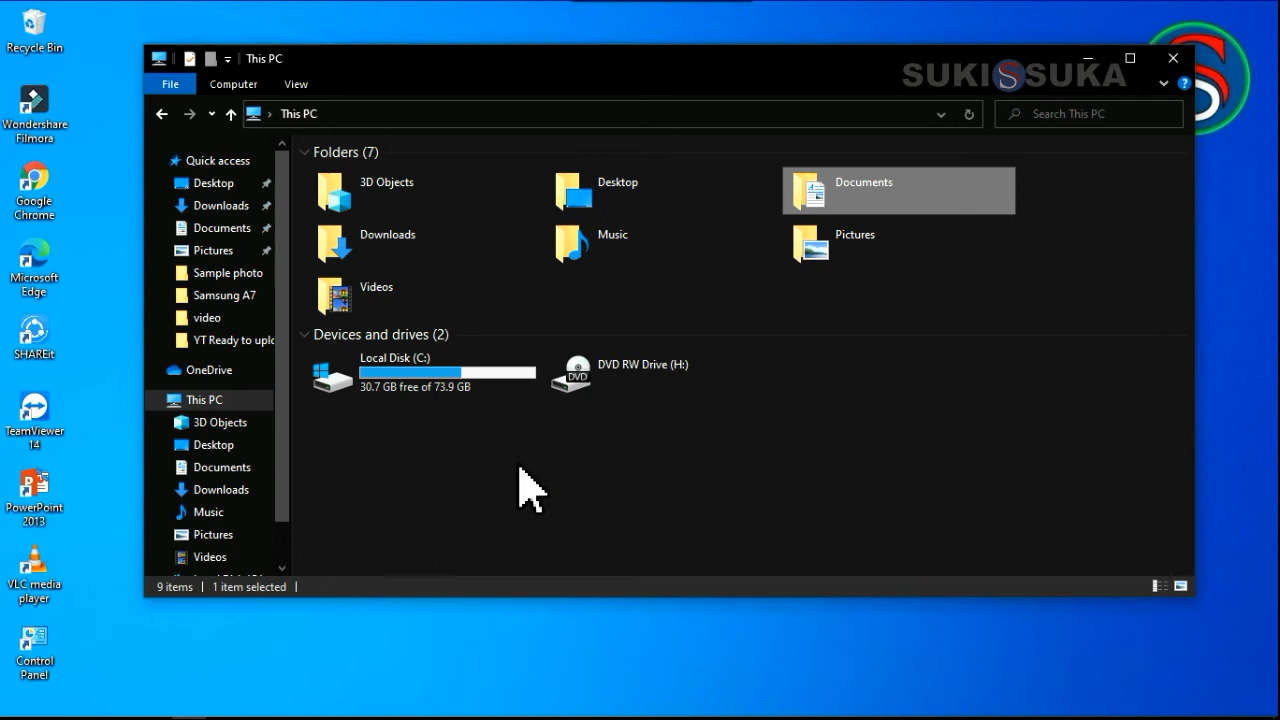 Recycle Bin
Wondershare
Filmora
Google
Chrome
Microsoft
Edge
SHAREit
TeamViewer
14
PowerPoint
2013
VLC media
player
Control
Panel
This PC
SUKISSUKA
File
Computer
View
This PC
Search This PC
Quick access
Desktop
Downloads
Documents
Pictures
Sample photo
Samsung A7
video
YT Ready to uplo
OneDrive
This PC
3D Objects
Desktop
Documents
Downloads
Music
Pictures
Videos
Folders (7)
3D Objects
Desktop
Documents
Downloads
Music
Pictures
Videos
Devices and drives (2)
Local Disk (C:)
30.7 GB free of 73.9 GB
DVD
DVD RW Drive (H:)
9 items
1 item selected